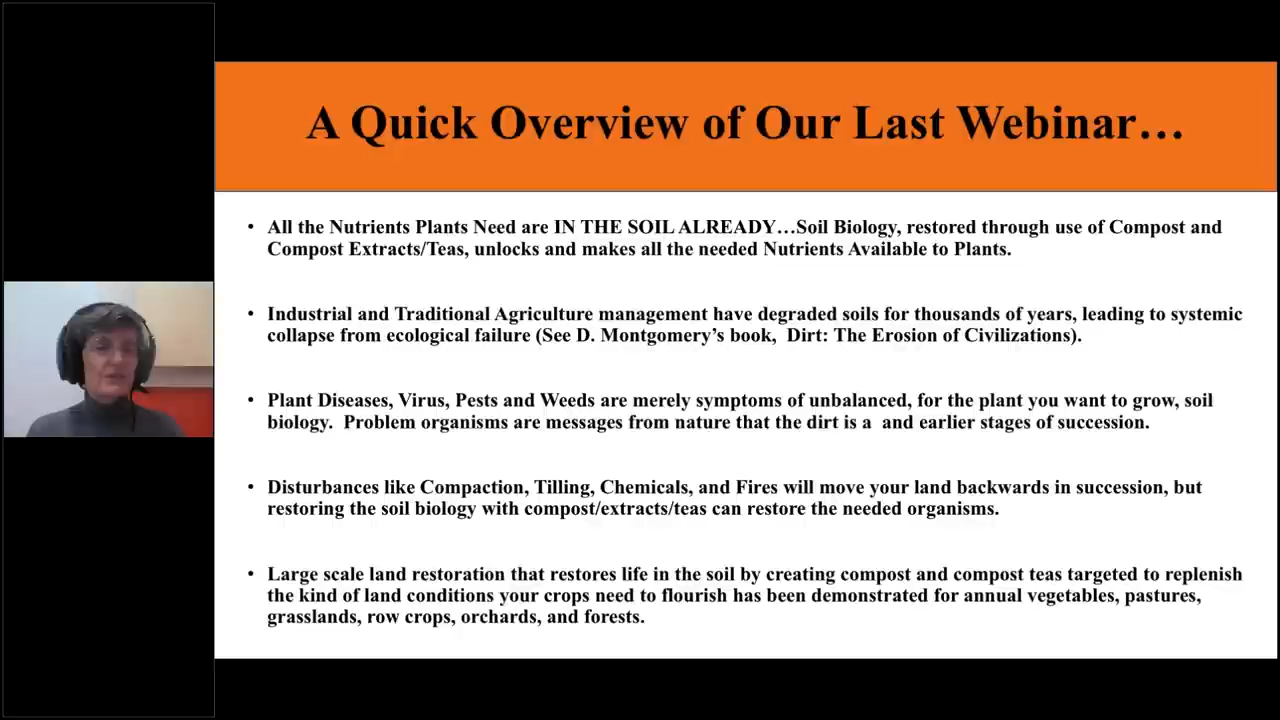 A Quick Overview of Our Last Webinar…
• All the Nutrients Plants Need are IN THE SOIL ALREADY…Soil Biology, restored through use of Compost and
Compost Extracts/Teas, unlocks and makes all the needed Nutrients Available to Plants.
• Industrial and Traditional Agriculture management have degraded soils for thousands of years, leading to systemic
collapse from ecological failure (See D. Montgomery’s book,  Dirt: The Erosion of Civilizations).
• Plant Diseases, Virus, Pests and Weeds are merely symptoms of unbalanced, for the plant you want to grow, soil
biology.  Problem organisms are messages from nature that the dirt is a  and earlier stages of succession.
• Disturbances like Compaction, Tilling, Chemicals, and Fires will move your land backwards in succession, but
restoring the soil biology with compost/extracts/teas can restore the needed organisms.
• Large scale land restoration that restores life in the soil by creating compost and compost teas targeted to replenish
the kind of land conditions your crops need to flourish has been demonstrated for annual vegetables, pastures,
grasslands, row crops, orchards, and forests.